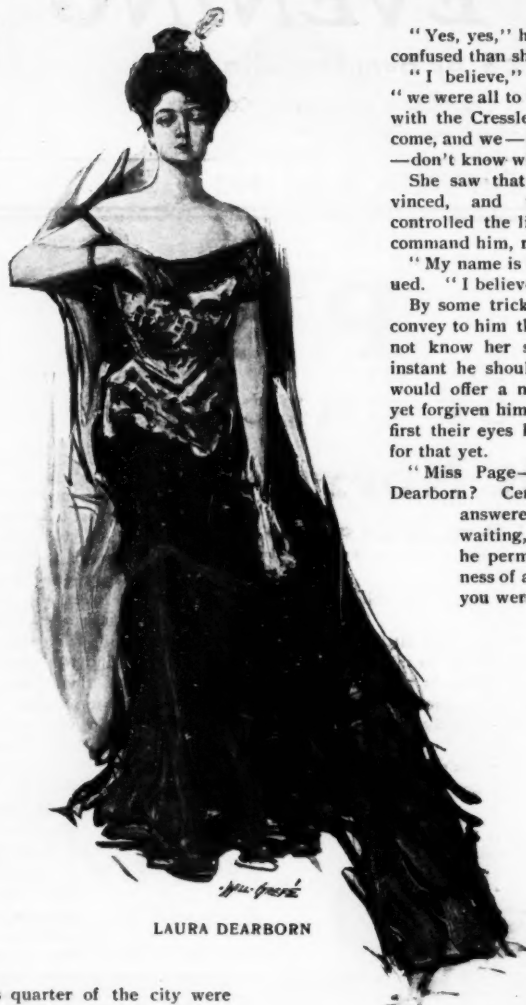 "Yes, yes," h
confused than sh
"I believe,"
"we were all to
with the Cressle
come, and we—
—don't know w
She saw that
vinced, and
controlled the li
command him, r
"My name is
ued. "I believe
By some trick
convey to him th
not know her s
instant he shoul
would offer a n
yet forgiven him
first their eyes h
for that yet.
"Miss Page—
Dearborn? Cer
answere
waiting,
he perm
ness of a
you wer
LAURA DEARBORN
quarter of the city were